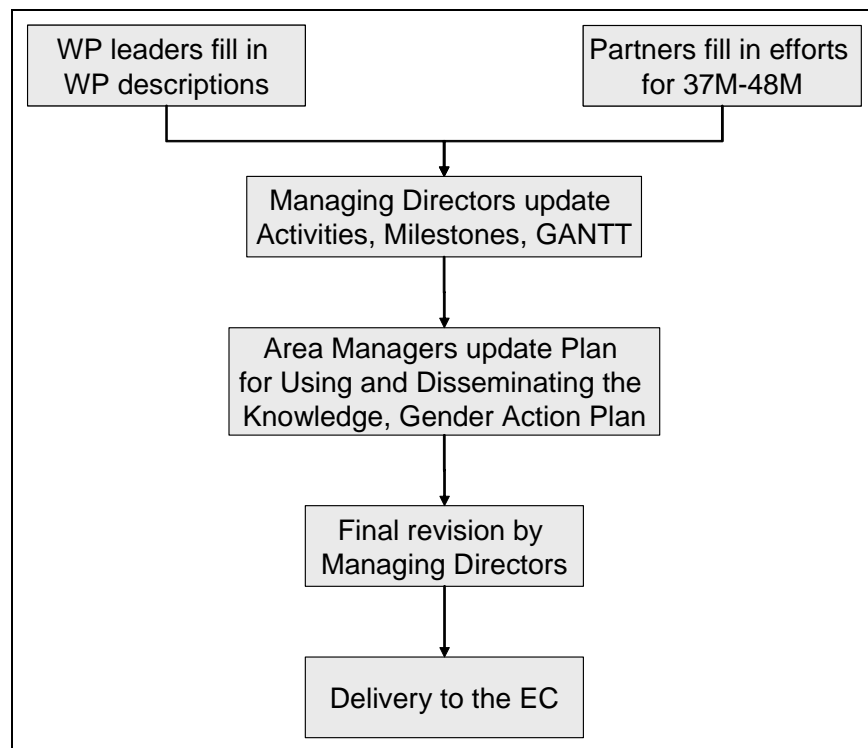 WP leaders fill in
WP descriptions
Partners fill in efforts
for 37M-48M
Managing Directors update
Activities, Milestones, GANTT
Area Managers update Plan
for Using and Disseminating the
Knowledge, Gender Action Plan
Final revision by
Managing Directors
Delivery to the EC